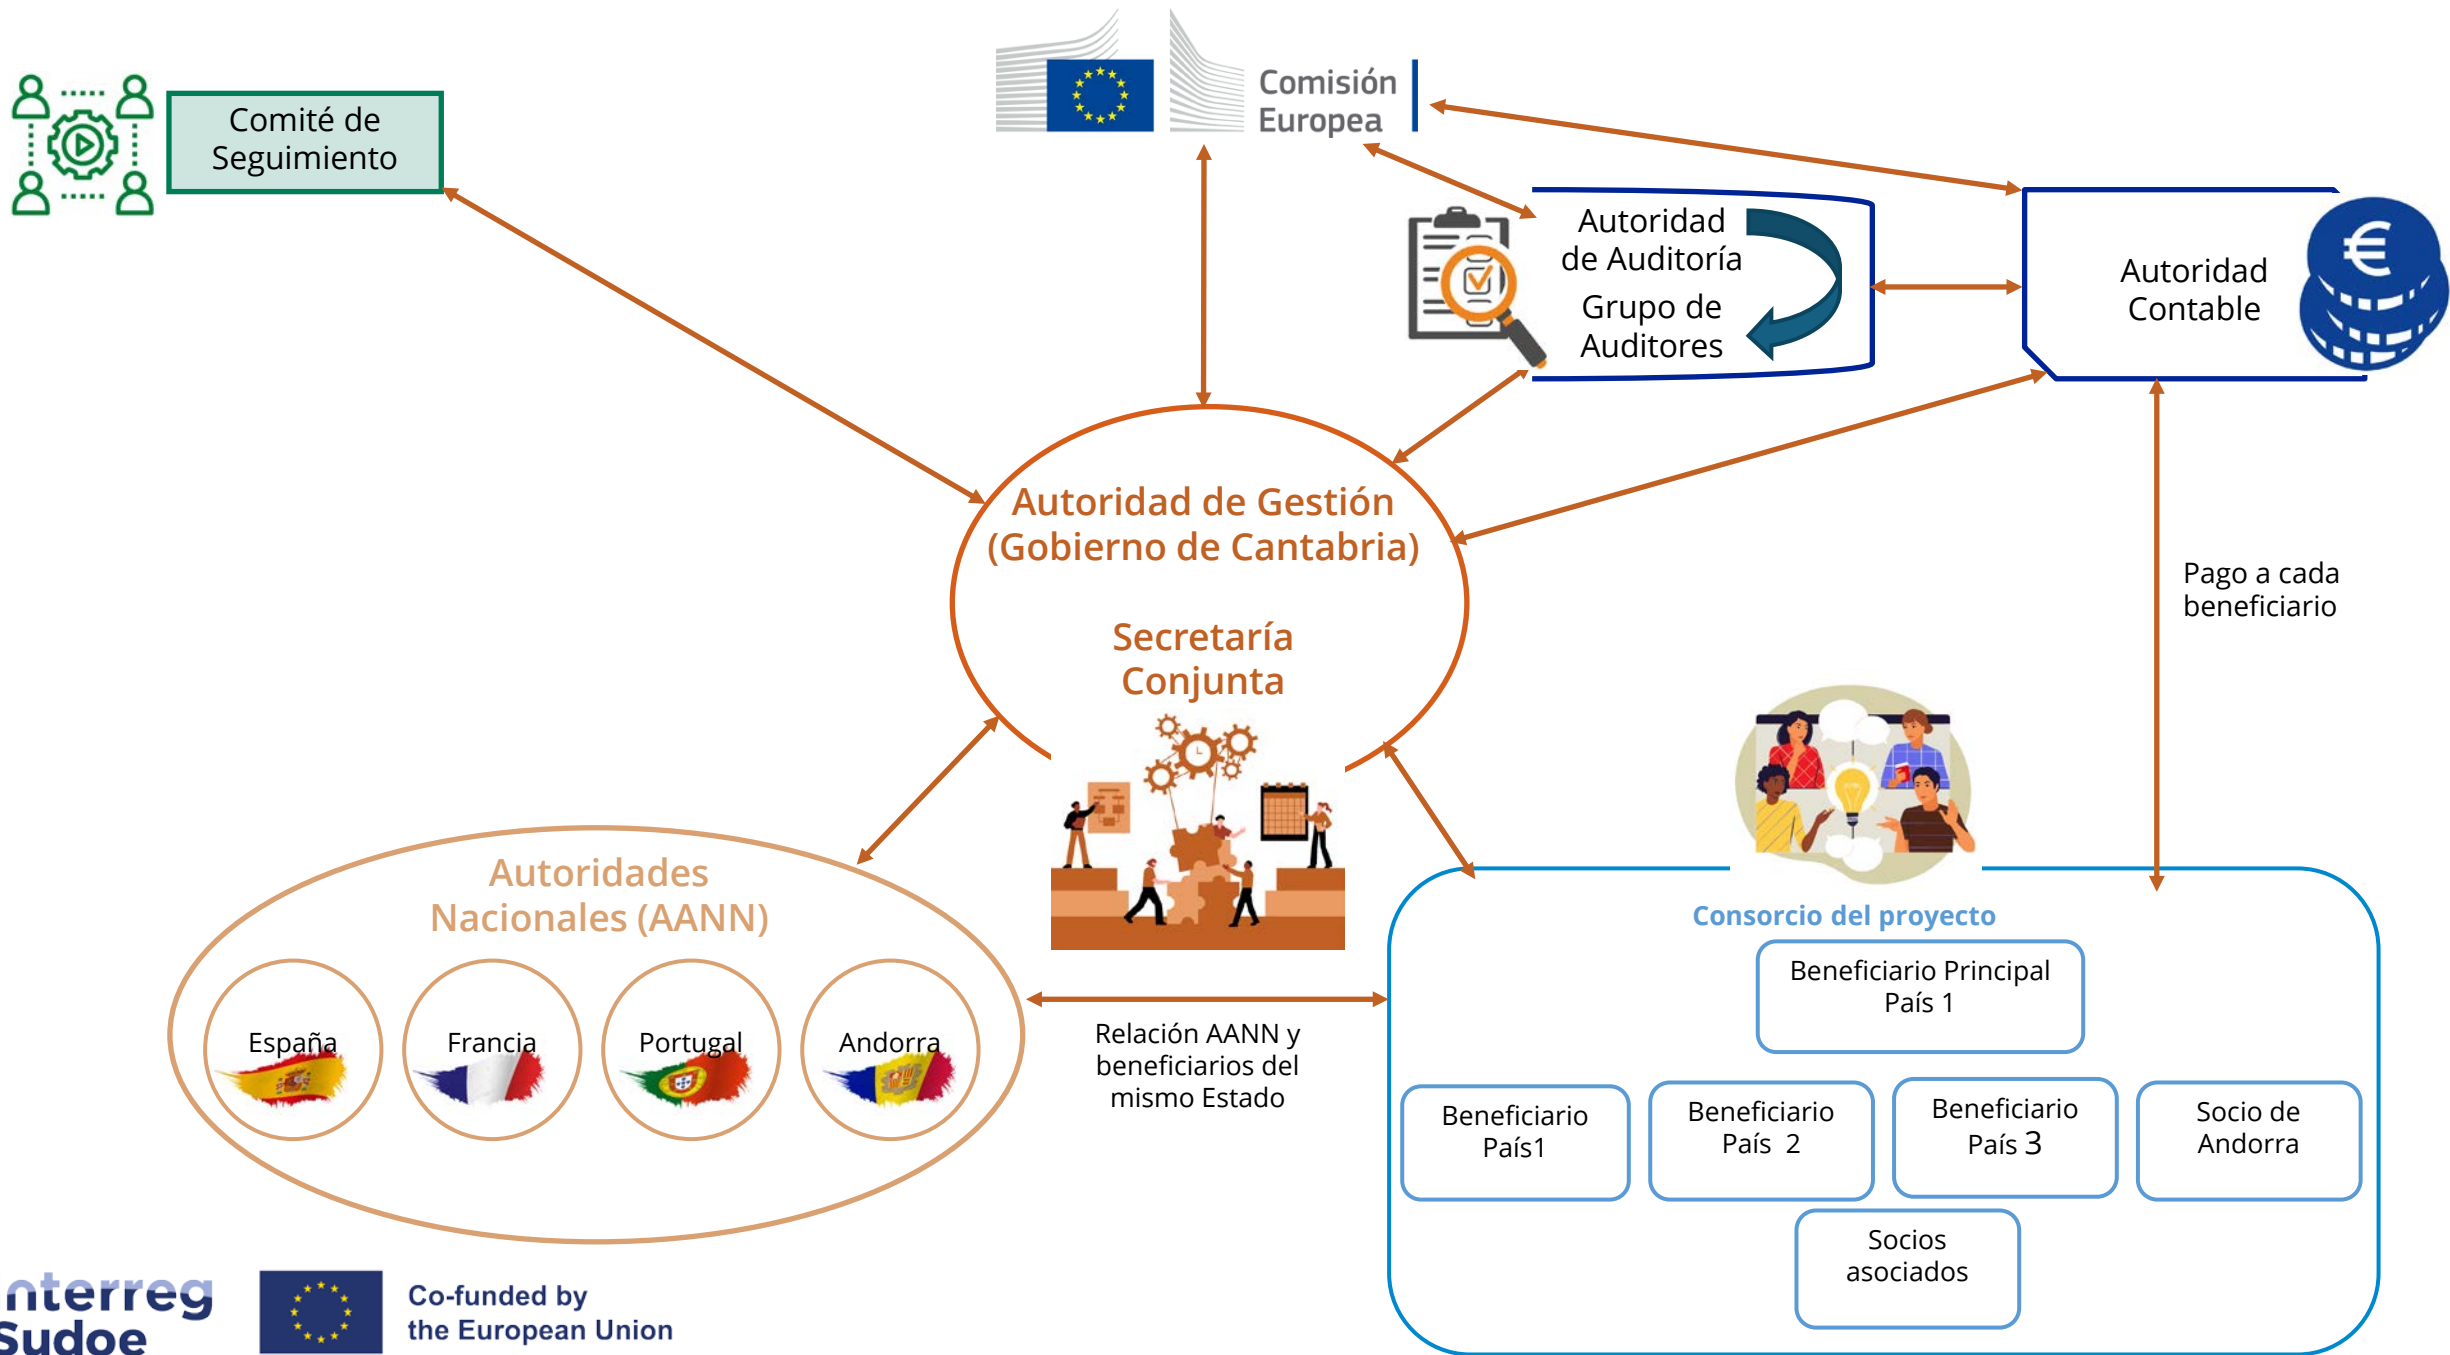 Comité de
Seguimiento
Comisión
Europea
Autoridad
de Auditoría
Grupo de
Auditores
Autoridad
Contable
€
Autoridad de Gestión
(Gobierno de Cantabria)
Secretaría
Conjunta
Pago a cada
beneficiario
Autoridades
Nacionales (AANN)
España
Francia
Portugal
Andorra
Relación AANN y
beneficiarios del
mismo Estado
Consorcio del proyecto
Beneficiario Principal
País 1
Beneficiario
País1
Beneficiario
País 2
Beneficiario
País 3
Socio de
Andorra
Socios
asociados
nterreg
Sudoe
Co-funded by
the European Union